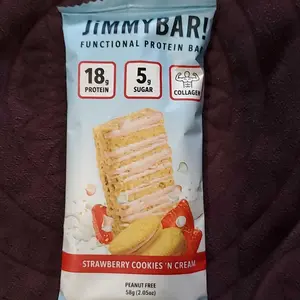 JiMMYBAR!
FUNCTIONAL PROTEIN BAR
18g
PROTEIN
5g
SUGAR
COLLAGEN
STRAWBERRY COOKIES 'N CREAM
PEANUT FREE
58g (2.05oz)